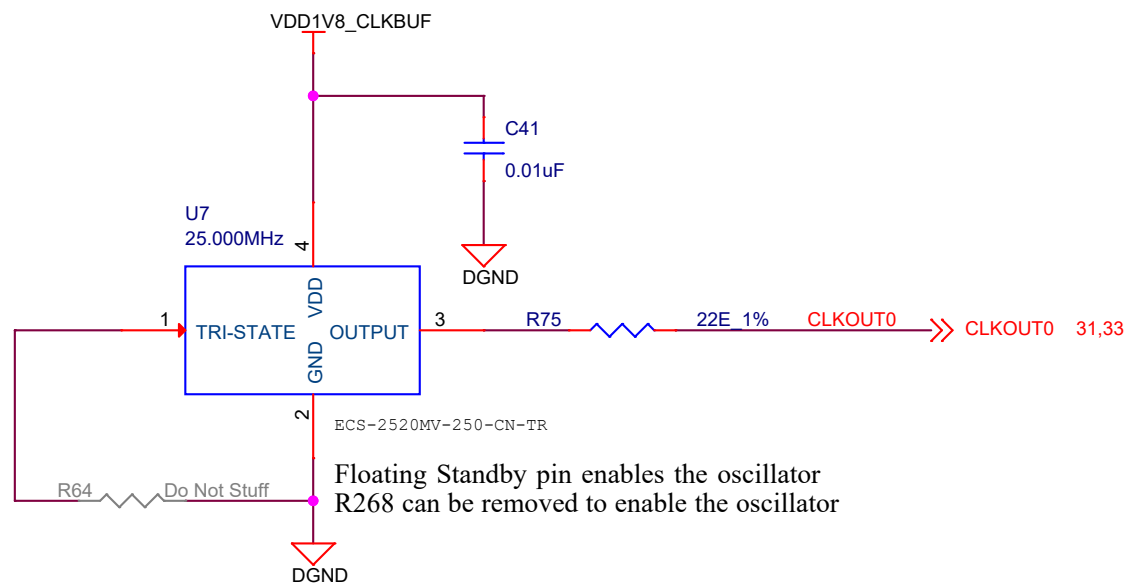 VDD1V8_CLKBUF
C41
0.01uF
DGND
U7
25.000MHz
4
VDD
1
TRI-STATE
OUTPUT
3
GND
2
R75
22E_1%
CLKOUT0
CLKOUT0 31,33
ECS-2520MV-250-CN-TR
Floating Standby pin enables the oscillator
R268 can be removed to enable the oscillator
R64
Do Not Stuff
DGND